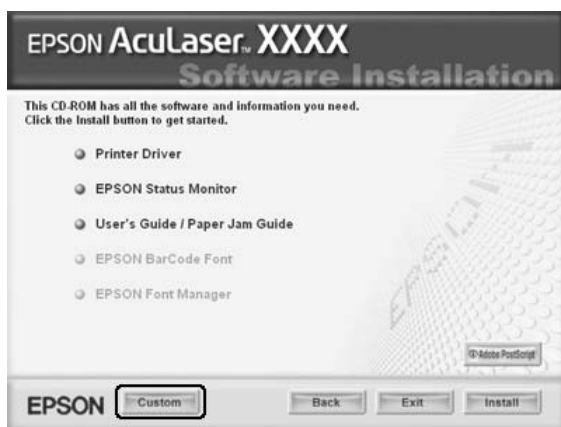 EPSON AcuLaser™ XXXX
Software Installation
This CD-ROM has all the software and information you need.
Click the Install button to get started.
Printer Driver
EPSON Status Monitor
User's Guide / Paper Jam Guide
EPSON BarCode Font
EPSON Font Manager
EPSON
Adobe PostScript
EPSON Custom Back Exit Install